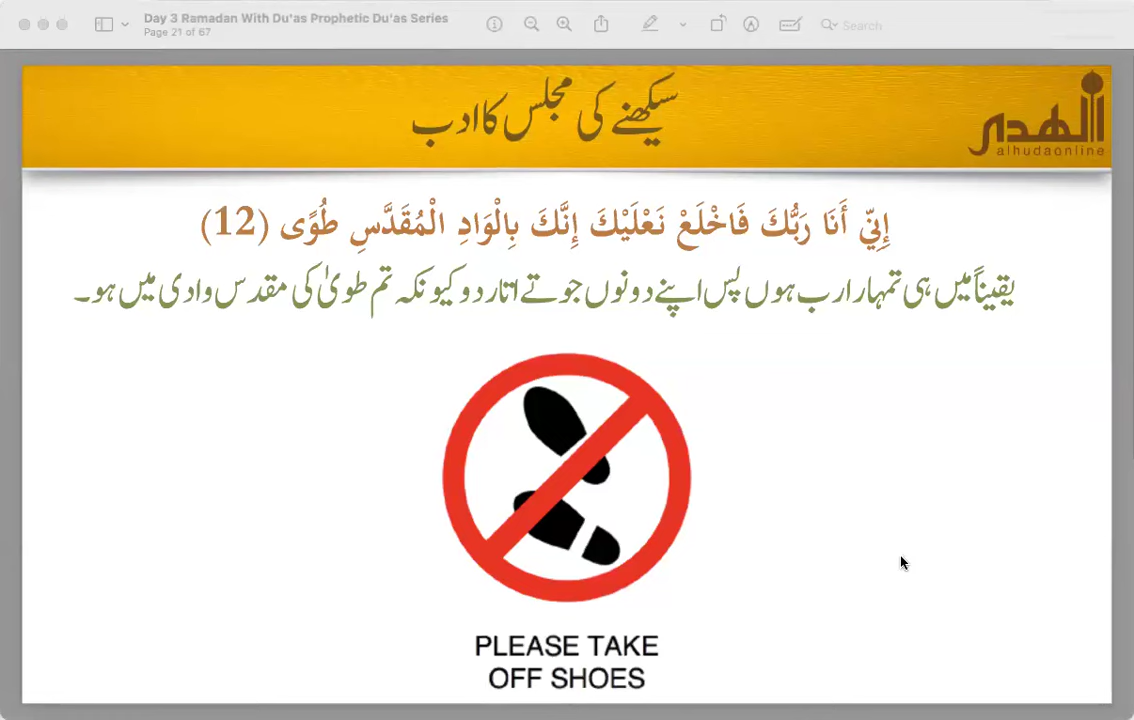 Day 3 Ramadan With Du'as Prophetic Du'as Series
Page 21 of 67
Search
سیکھنے کی مجلس کا ادب
الهدى
alhudaonline
إِنِّي أَنَا رَبُّكَ فَاخْلَعْ نَعْلَيْكَ إِنَّكَ بِالْوَادِ الْمُقَدَّسِ طُوًى (12)
یقیناً میں ہی تمہارا رب ہوں پس اپنے دونوں جوتے اتار دو کیونکہ تم طویٰ کی مقدس وادی میں ہو۔
PLEASE TAKE
OFF SHOES